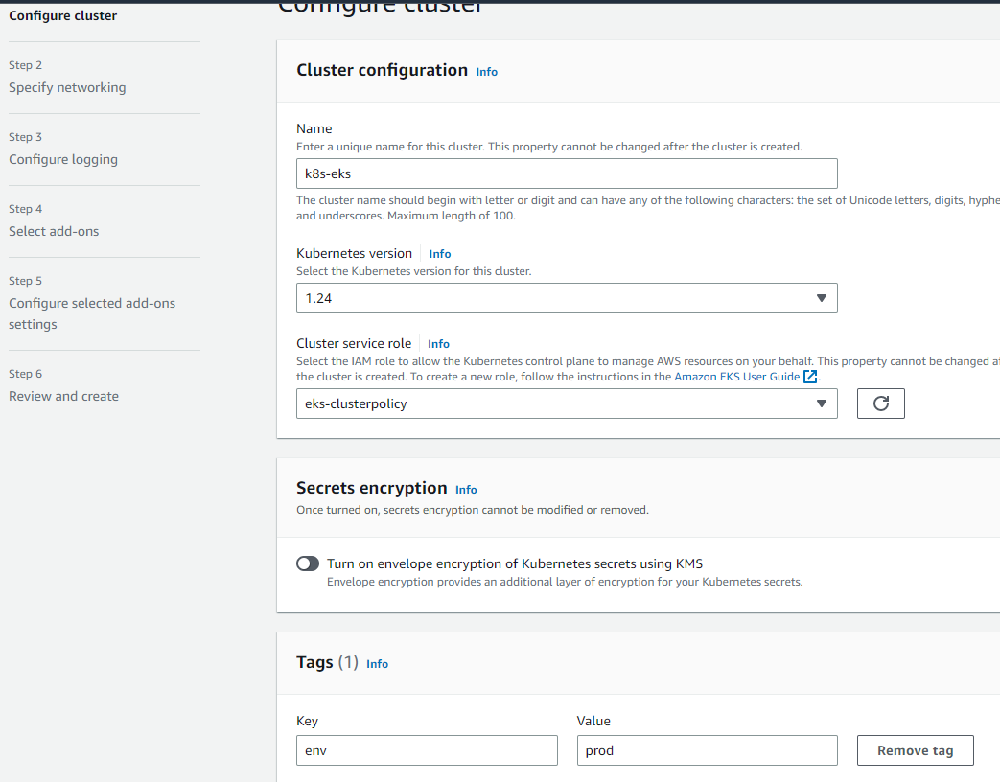 Configure cluster
Configure cluster
Step 2
Specify networking
Step 3
Configure logging
Step 4
Select add-ons
Step 5
Configure selected add-ons
settings
Step 6
Review and create
Cluster configuration Info
Name
Enter a unique name for this cluster. This property cannot be changed after the cluster is created.
k8s-eks
The cluster name should begin with letter or digit and can have any of the following characters: the set of Unicode letters, digits, hyphe
and underscores. Maximum length of 100.
Kubernetes version Info
Select the Kubernetes version for this cluster.
1.24
Cluster service role Info
Select the IAM role to allow the Kubernetes control plane to manage AWS resources on your behalf. This property cannot be changed af
the cluster is created. To create a new role, follow the instructions in the Amazon EKS User Guide.
eks-clusterpolicy
Secrets encryption Info
Once turned on, secrets encryption cannot be modified or removed.
Turn on envelope encryption of Kubernetes secrets using KMS
Envelope encryption provides an additional layer of encryption for your Kubernetes secrets.
Tags (1) Info
Key Value
env prod Remove tag